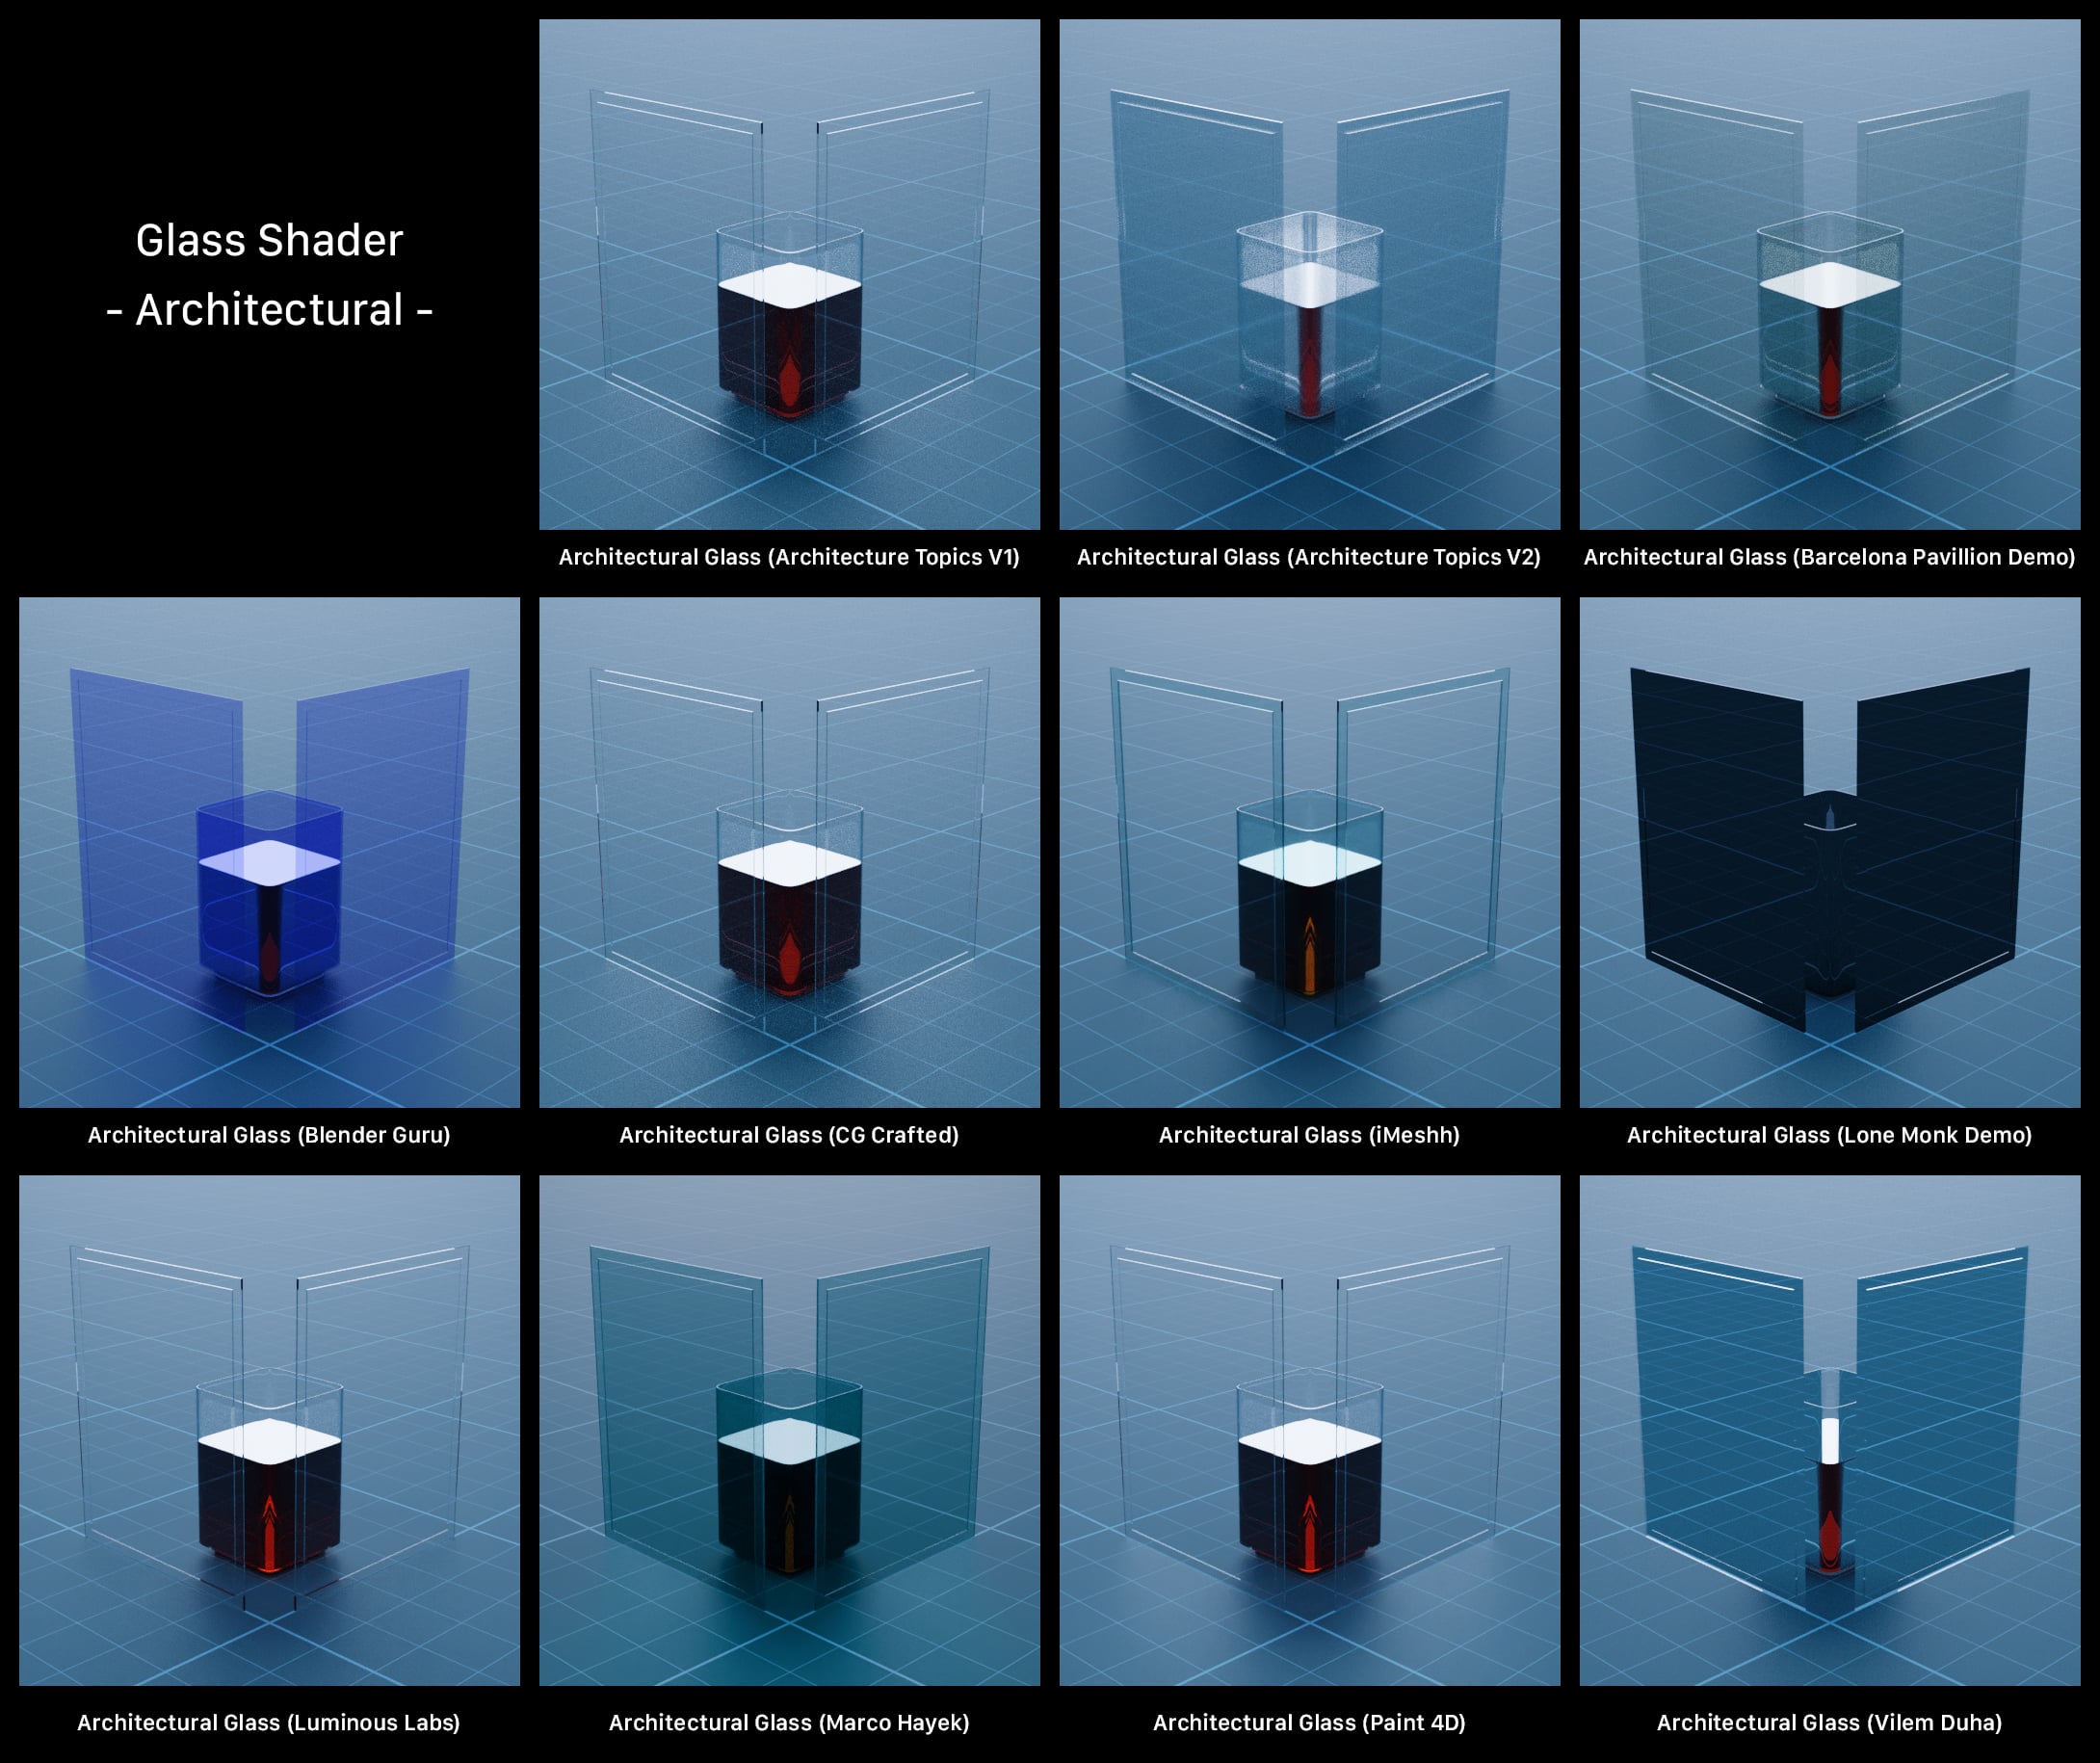 Glass Shader
- Architectural -
Architectural Glass (Architecture Topics V1)
Architectural Glass (Architecture Topics V2)
Architectural Glass (Barcelona Pavillion Demo)
Architectural Glass (Blender Guru)
Architectural Glass (CG Crafted)
Architectural Glass (iMeshh)
Architectural Glass (Lone Monk Demo)
Architectural Glass (Luminous Labs)
Architectural Glass (Marco Hayek)
Architectural Glass (Paint 4D)
Architectural Glass (Vilem Duha)